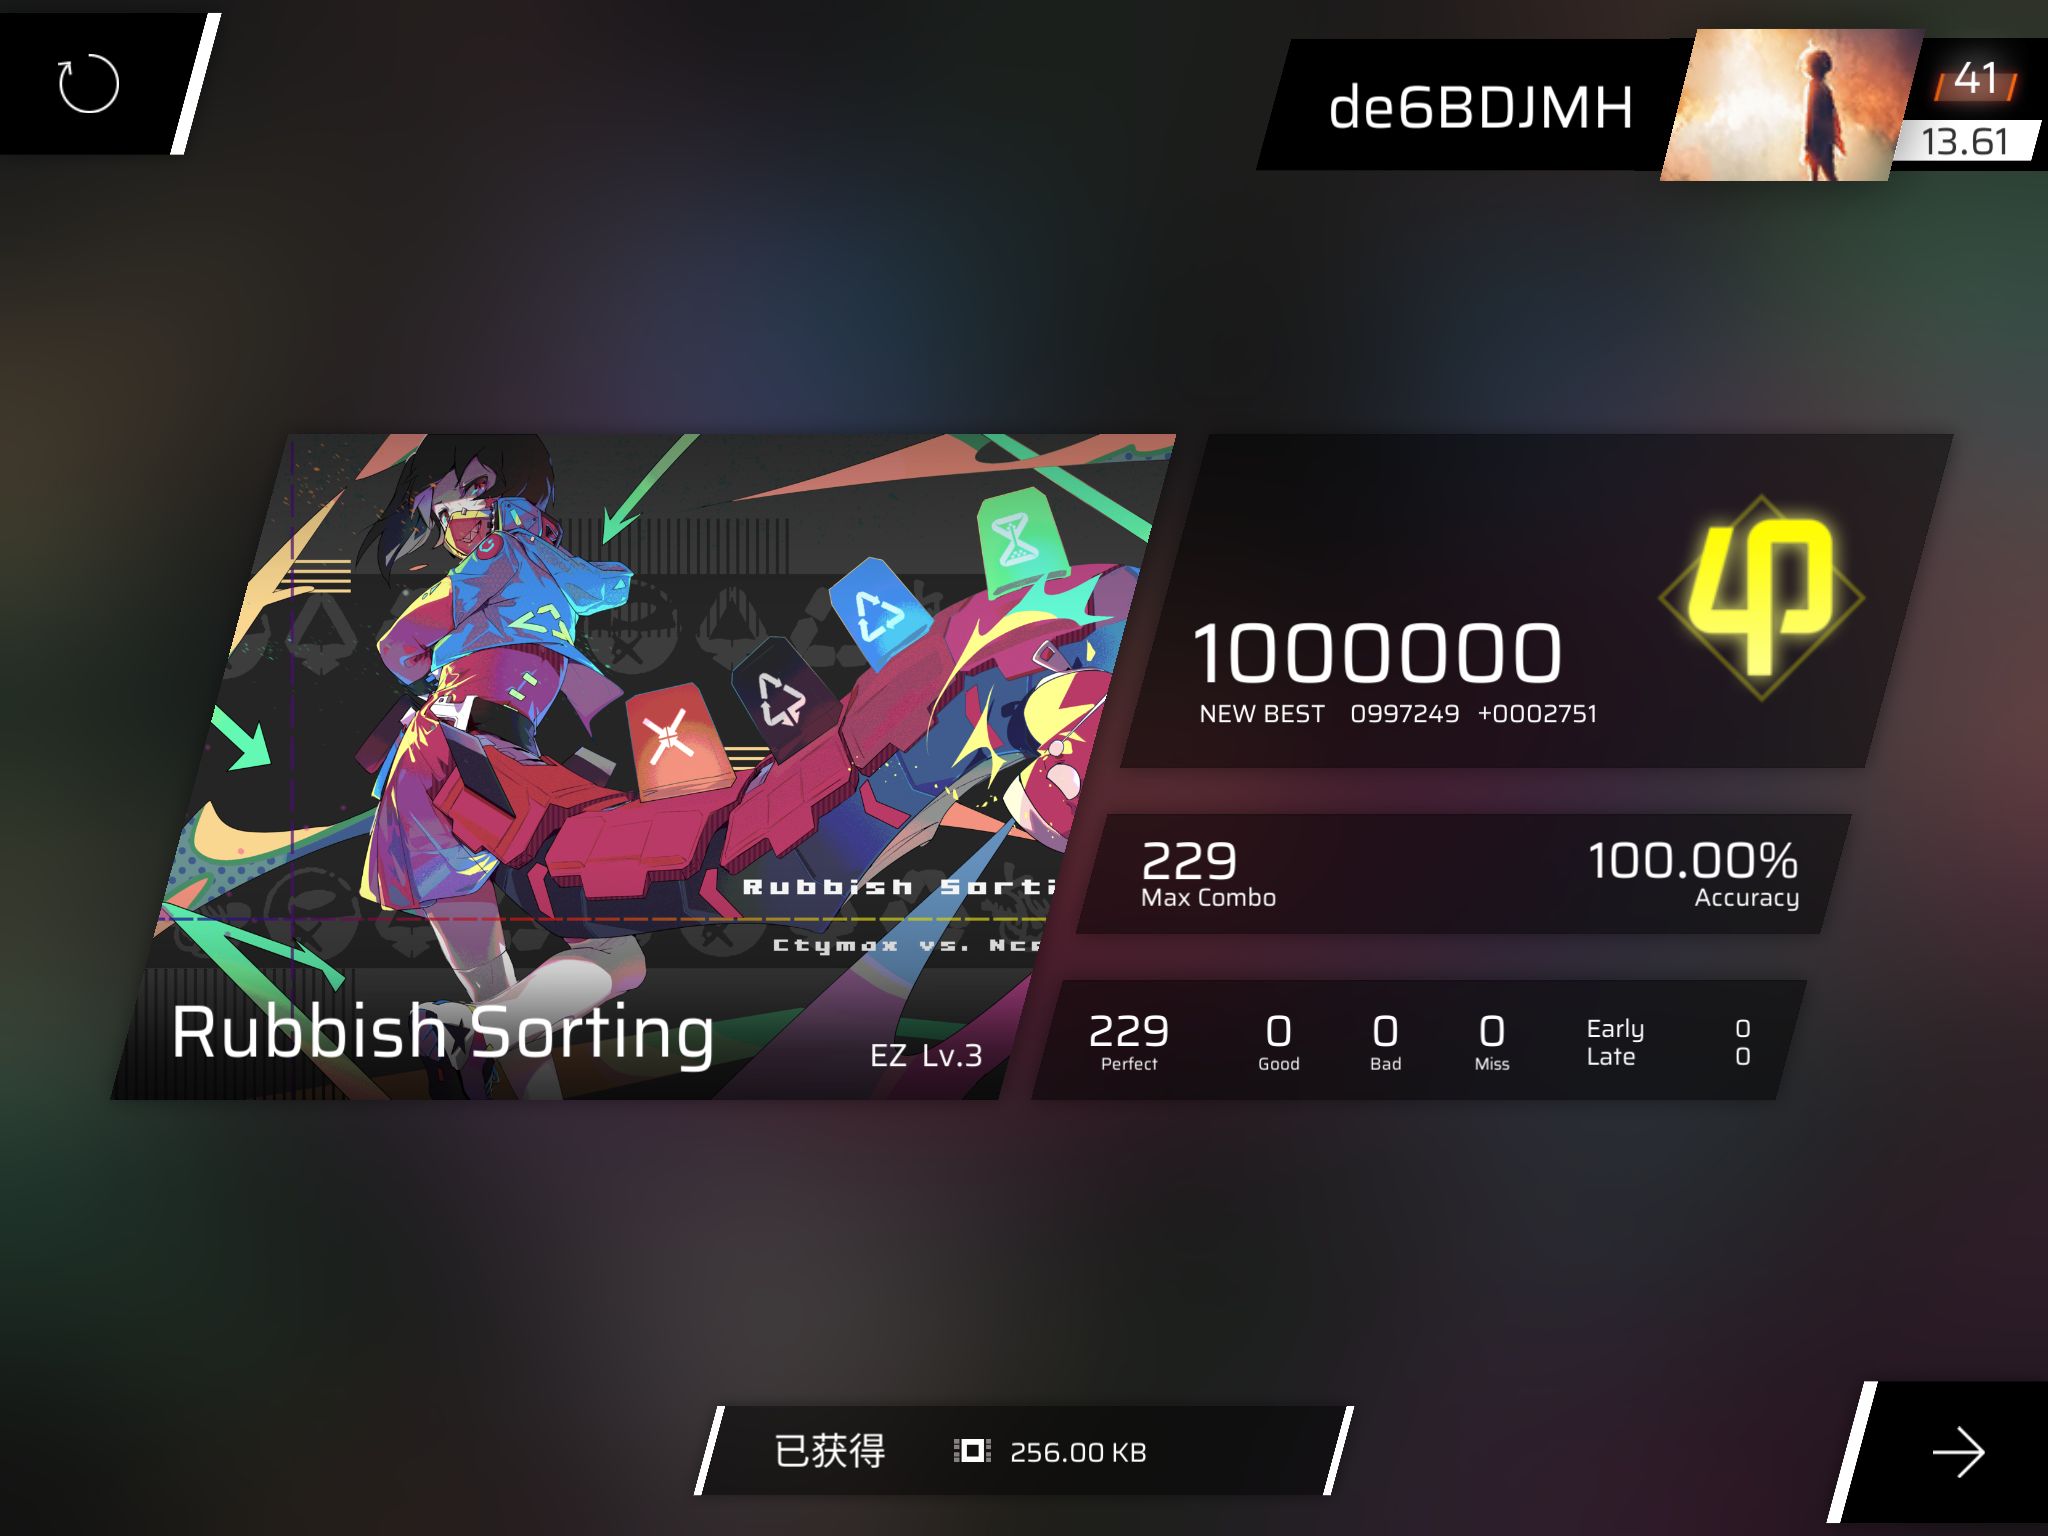 de6BDJMH
41
13.61
Rubbish Sorti
Ctymax vs.
Rubbish Sorting
EZ Lv.3
1000000
NEW BEST 0997249 +0002751
φ
229
Max Combo
100.00%
Accuracy
229
Perfect
0
Good
0
Bad
0
Miss
Early 0
Late 0
已获得 256.00 KB